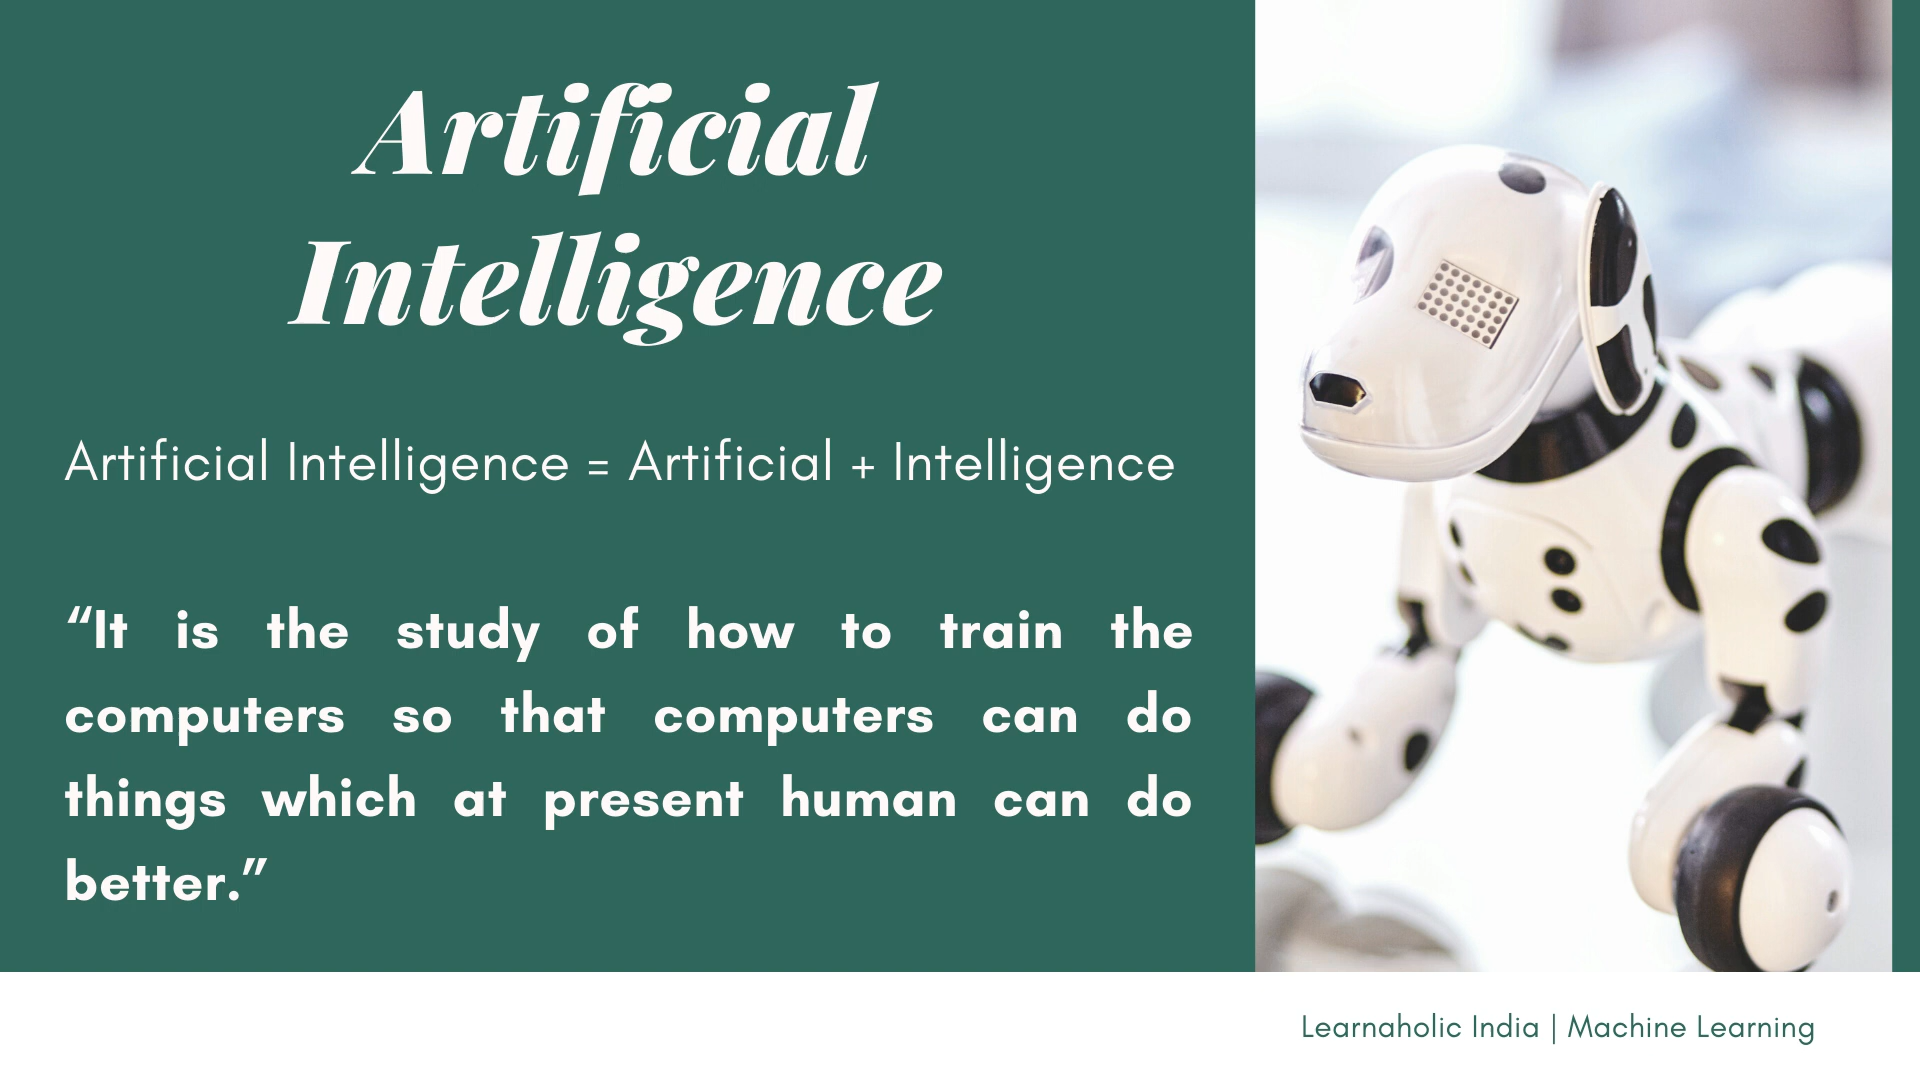 Artificial
Intelligence
Artificial Intelligence = Artificial + Intelligence
“It is the study of how to train the
computers so that computers can do
things which at present human can do
better.”
Learnaholic India | Machine Learning